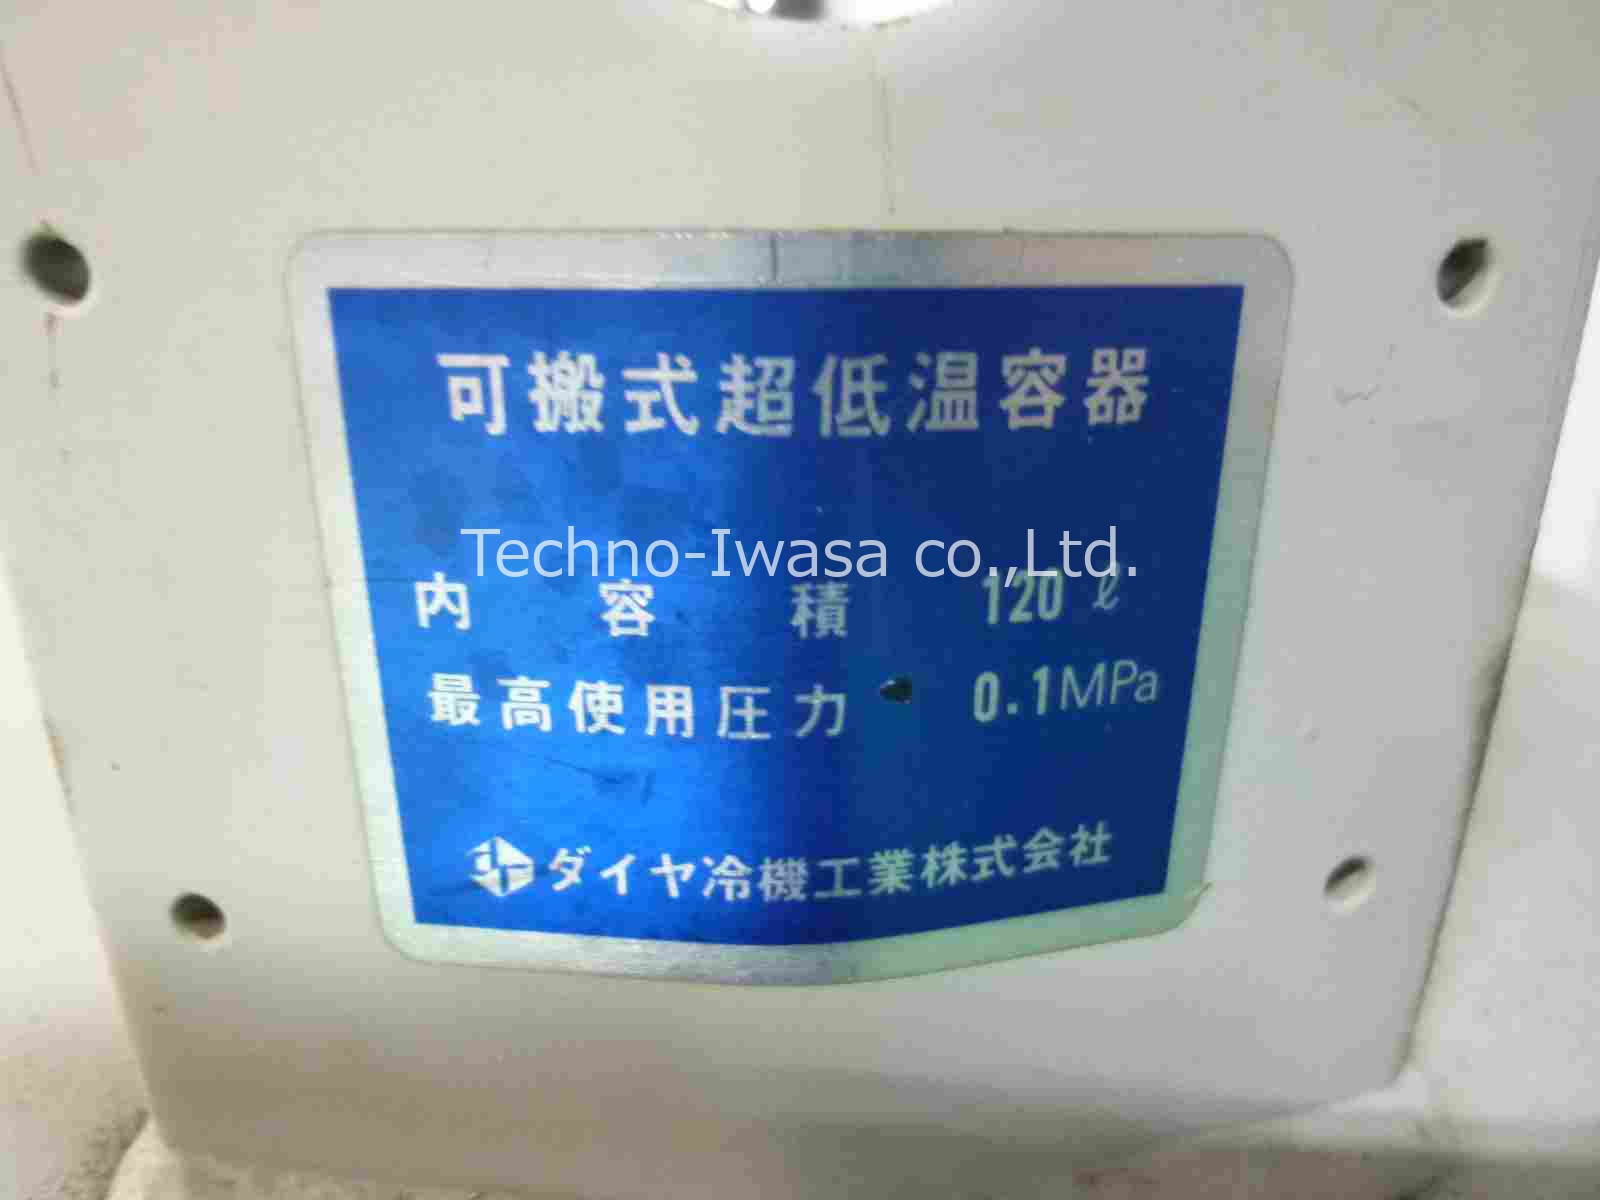 可搬式超低温容器
Techno-Iwasa co.,Ltd.
内容積 120ℓ
最高使用圧力 0.1MPa
ダイヤ冷機工業株式会社